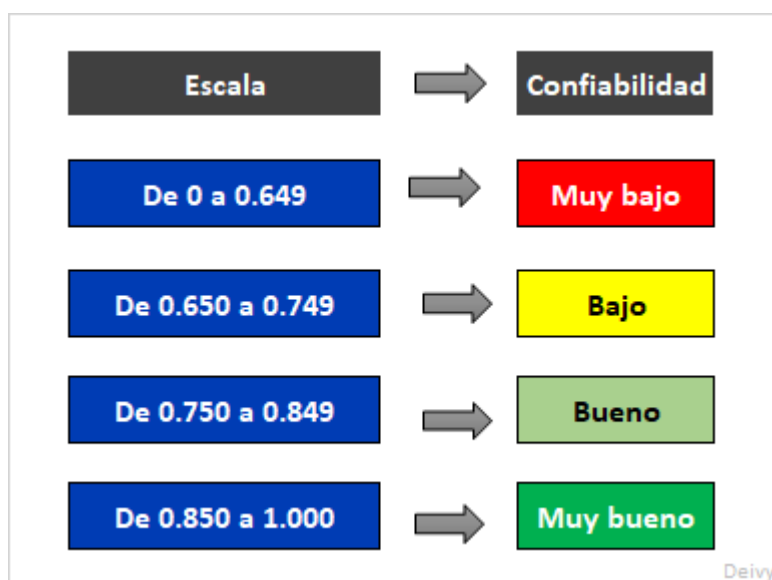 Escala
Confiabilidad
De 0 a 0.649
Muy bajo
De 0.650 a 0.749
Bajo
De 0.750 a 0.849
Bueno
De 0.850 a 1.000
Muy bueno
Deivy